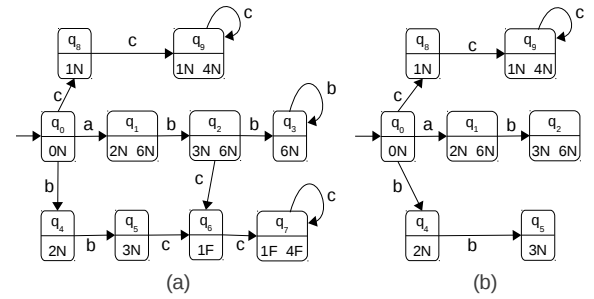 c c
q8 c q9 q8 c q9
1N 1N 4N 1N 1N 4N
c b c
q0 a q1 b q2 b q3 q0 a q1 b q2
0N 2N 6N 3N 6N 6N 0N 2N 6N 3N 6N
b c c b
q4 q5 q6 q7 q4 q5
2N b 3N c 1F c 1F 4F 2N b 3N
(a) (b)